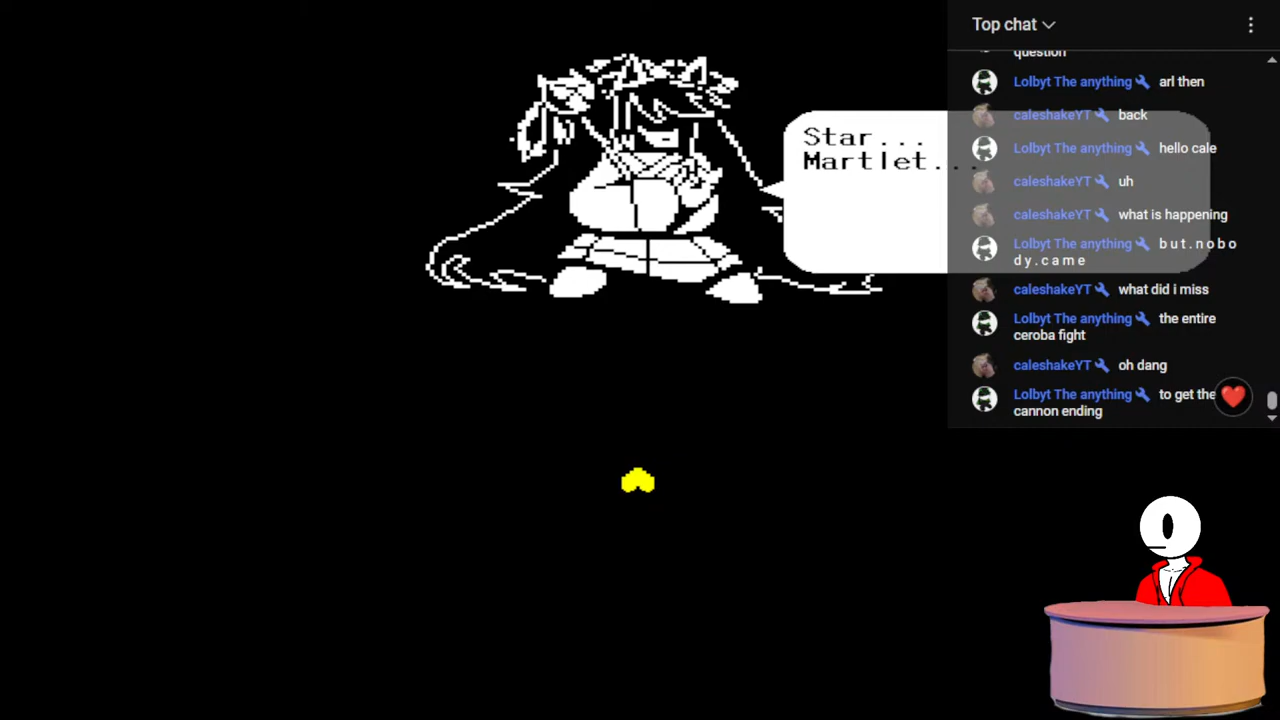 Star...
Martlet...
Top chat
question
Lolbyt The anything arl then
caleshakeYT back
Lolbyt The anything hello cale
caleshakeYT uh
caleshakeYT what is happening
Lolbyt The anything b u t . n o b o
d y . c a m e
caleshakeYT what did i miss
Lolbyt The anything the entire
ceroba fight
caleshakeYT oh dang
Lolbyt The anything to get the
cannon ending